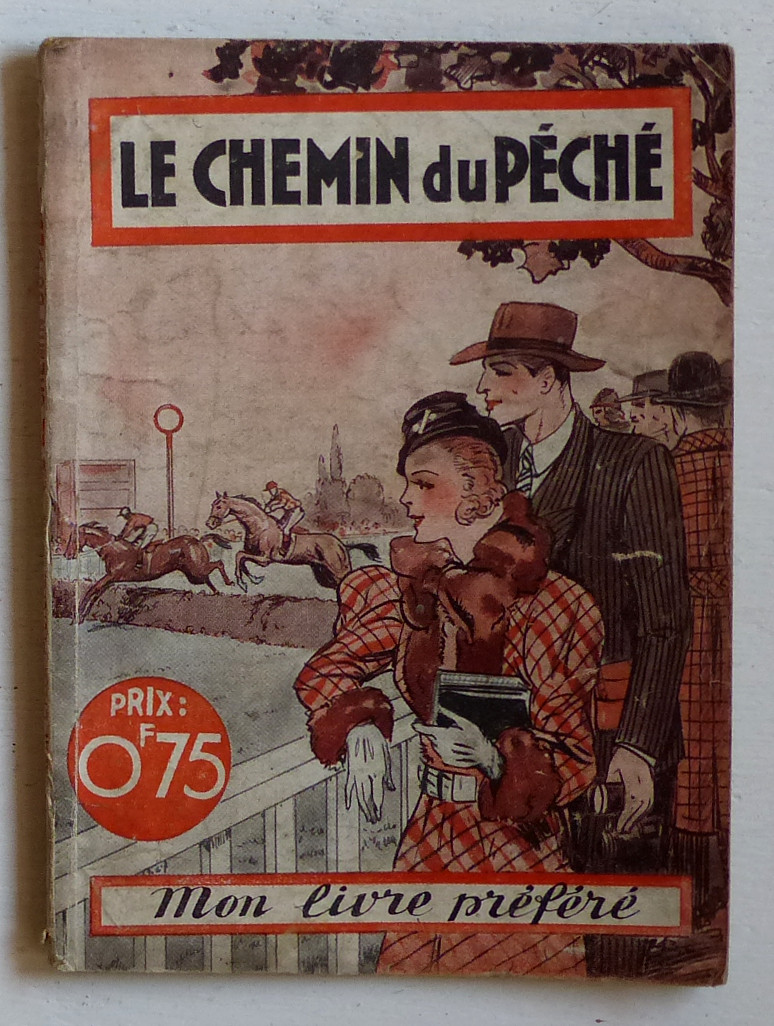 LE CHEMIN du PÉCHÉ
PRIX:
0F75
Mon livre préféré